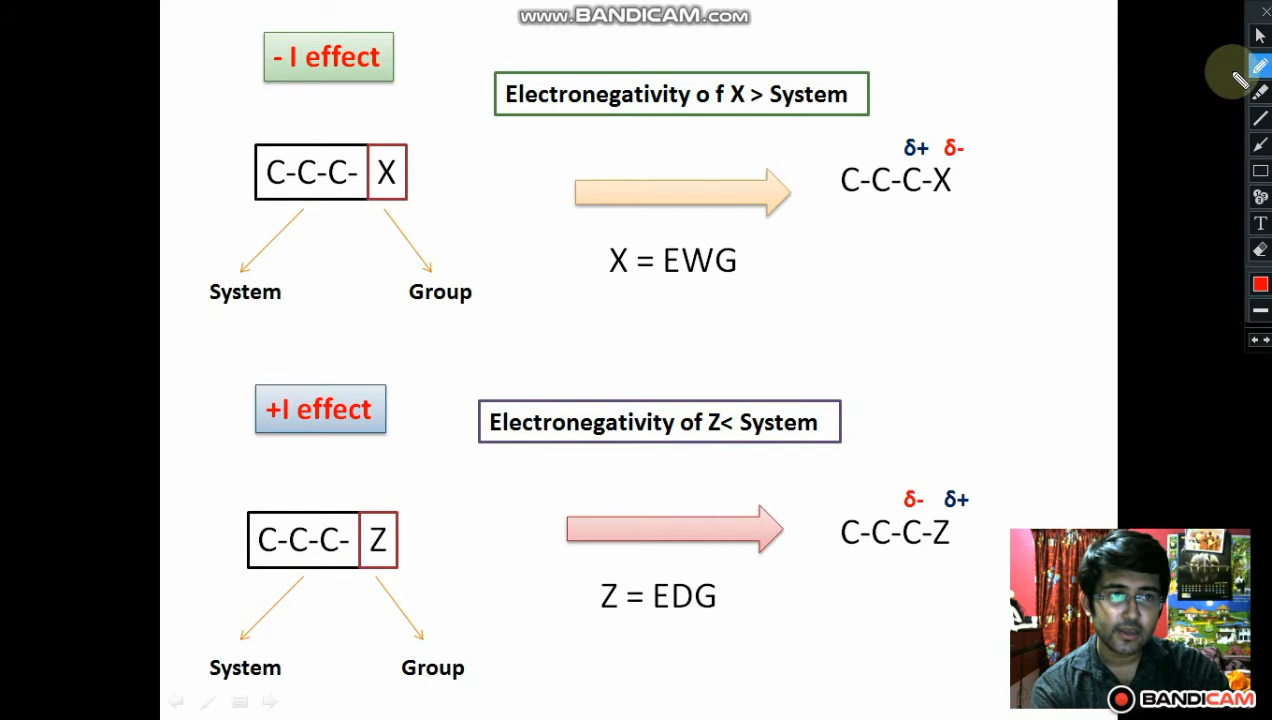 www.BANDICAM.com
- I effect
Electronegativity o f X > System
δ+ δ-
C-C-C- X
C-C-C-X
X = EWG
System
Group
+I effect
Electronegativity of Z< System
δ- δ+
C-C-C- Z
C-C-C-Z
Z = EDG
System
Group
T
BANDICAM